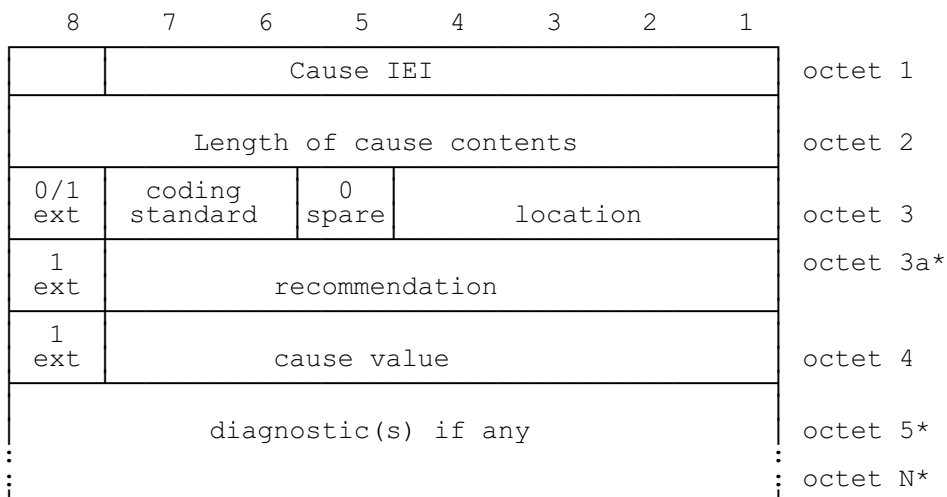 8 7 6 5 4 3 2 1
Cause IEI octet 1
Length of cause contents octet 2
0/1 coding 0
ext standard spare location octet 3
1 octet 3a*
ext recommendation
1
ext cause value octet 4
diagnostic(s) if any octet 5*
: :
: : octet N*